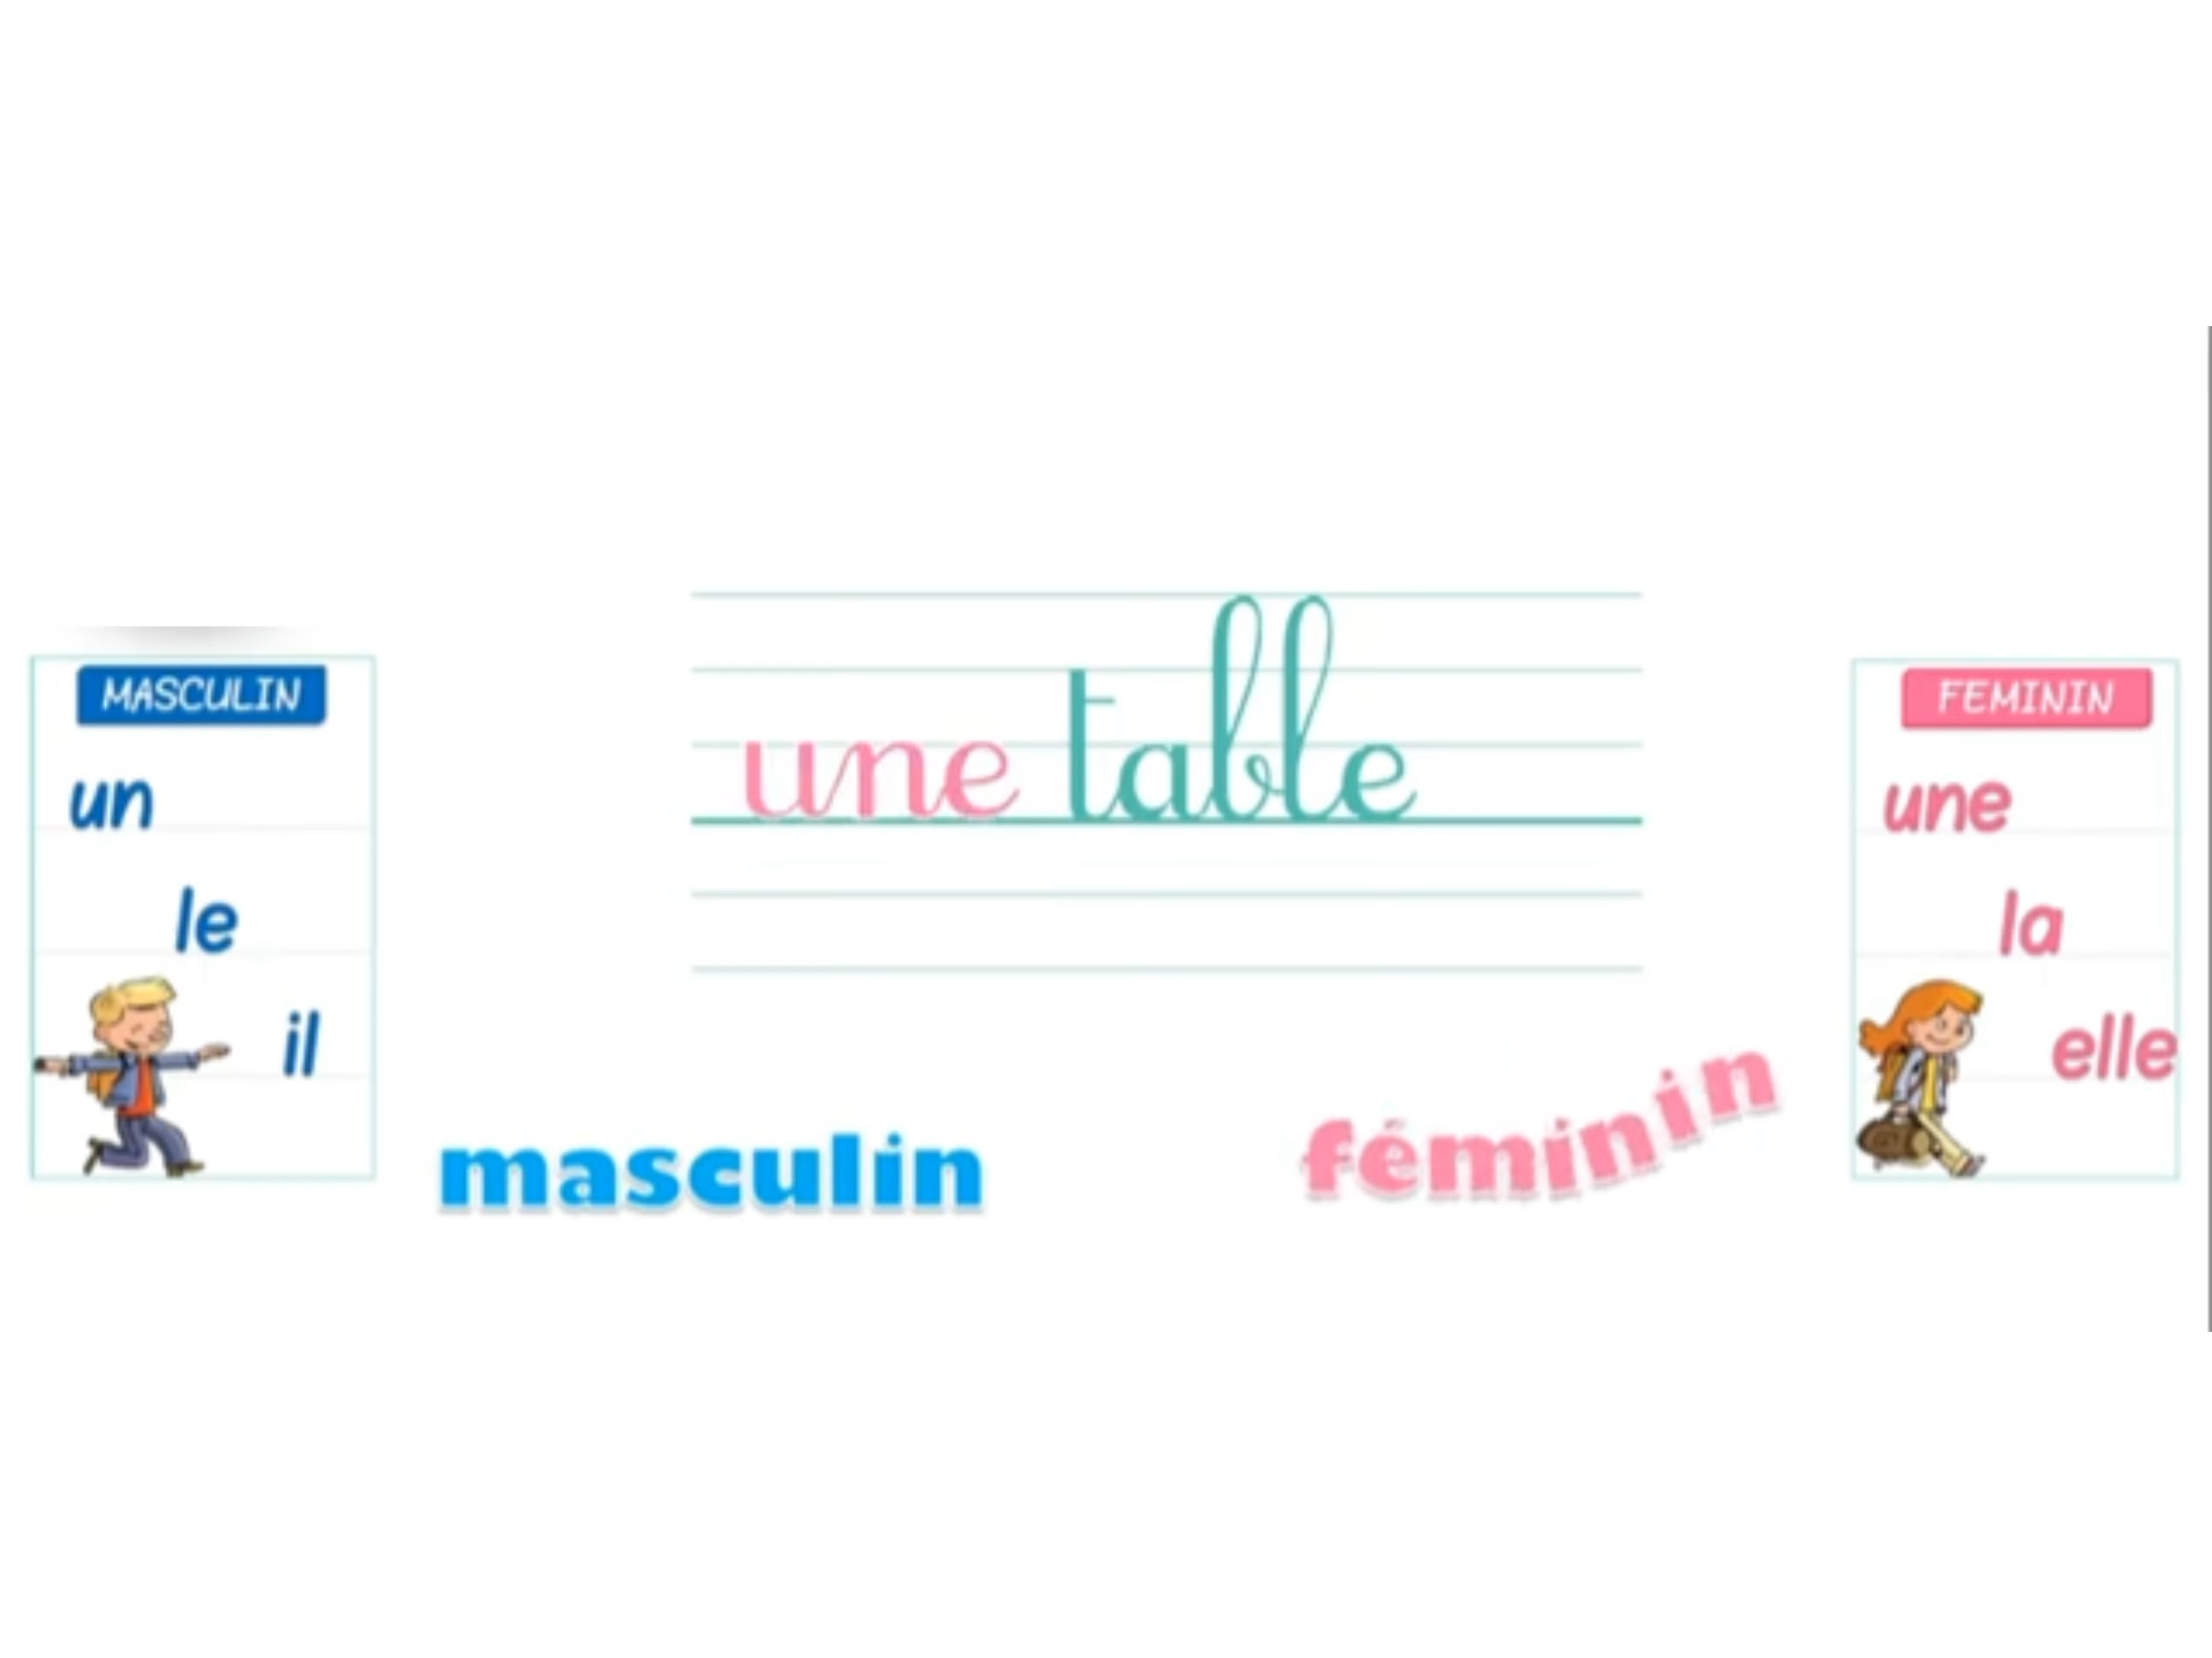 MASCULIN
un
le
il
une table
masculin
féminin
FEMININ
une
la
elle